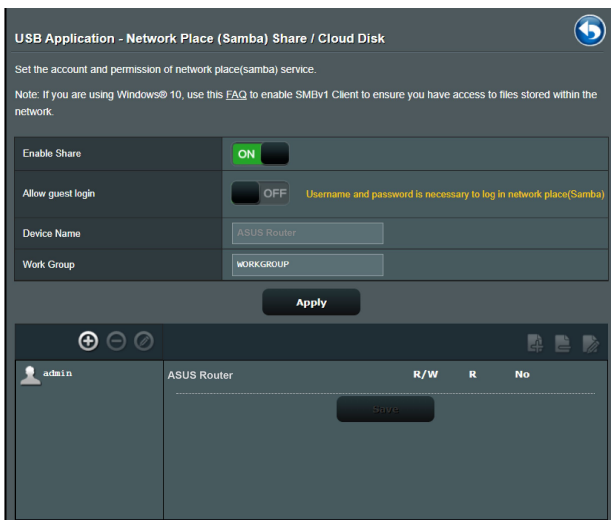 USB Application - Network Place (Samba) Share / Cloud Disk
Set the account and permission of network place(samba) service.
Note: If you are using Windows® 10, use this FAQ to enable SMBv1 Client to ensure you have access to files stored within the
network.
Enable Share
ON
Allow guest login
OFF
Username and password is necessary to log in network place(Samba)
Device Name
ASUS Router
Work Group
WORKGROUP
Apply
admin
ASUS Router R/W R No
Save